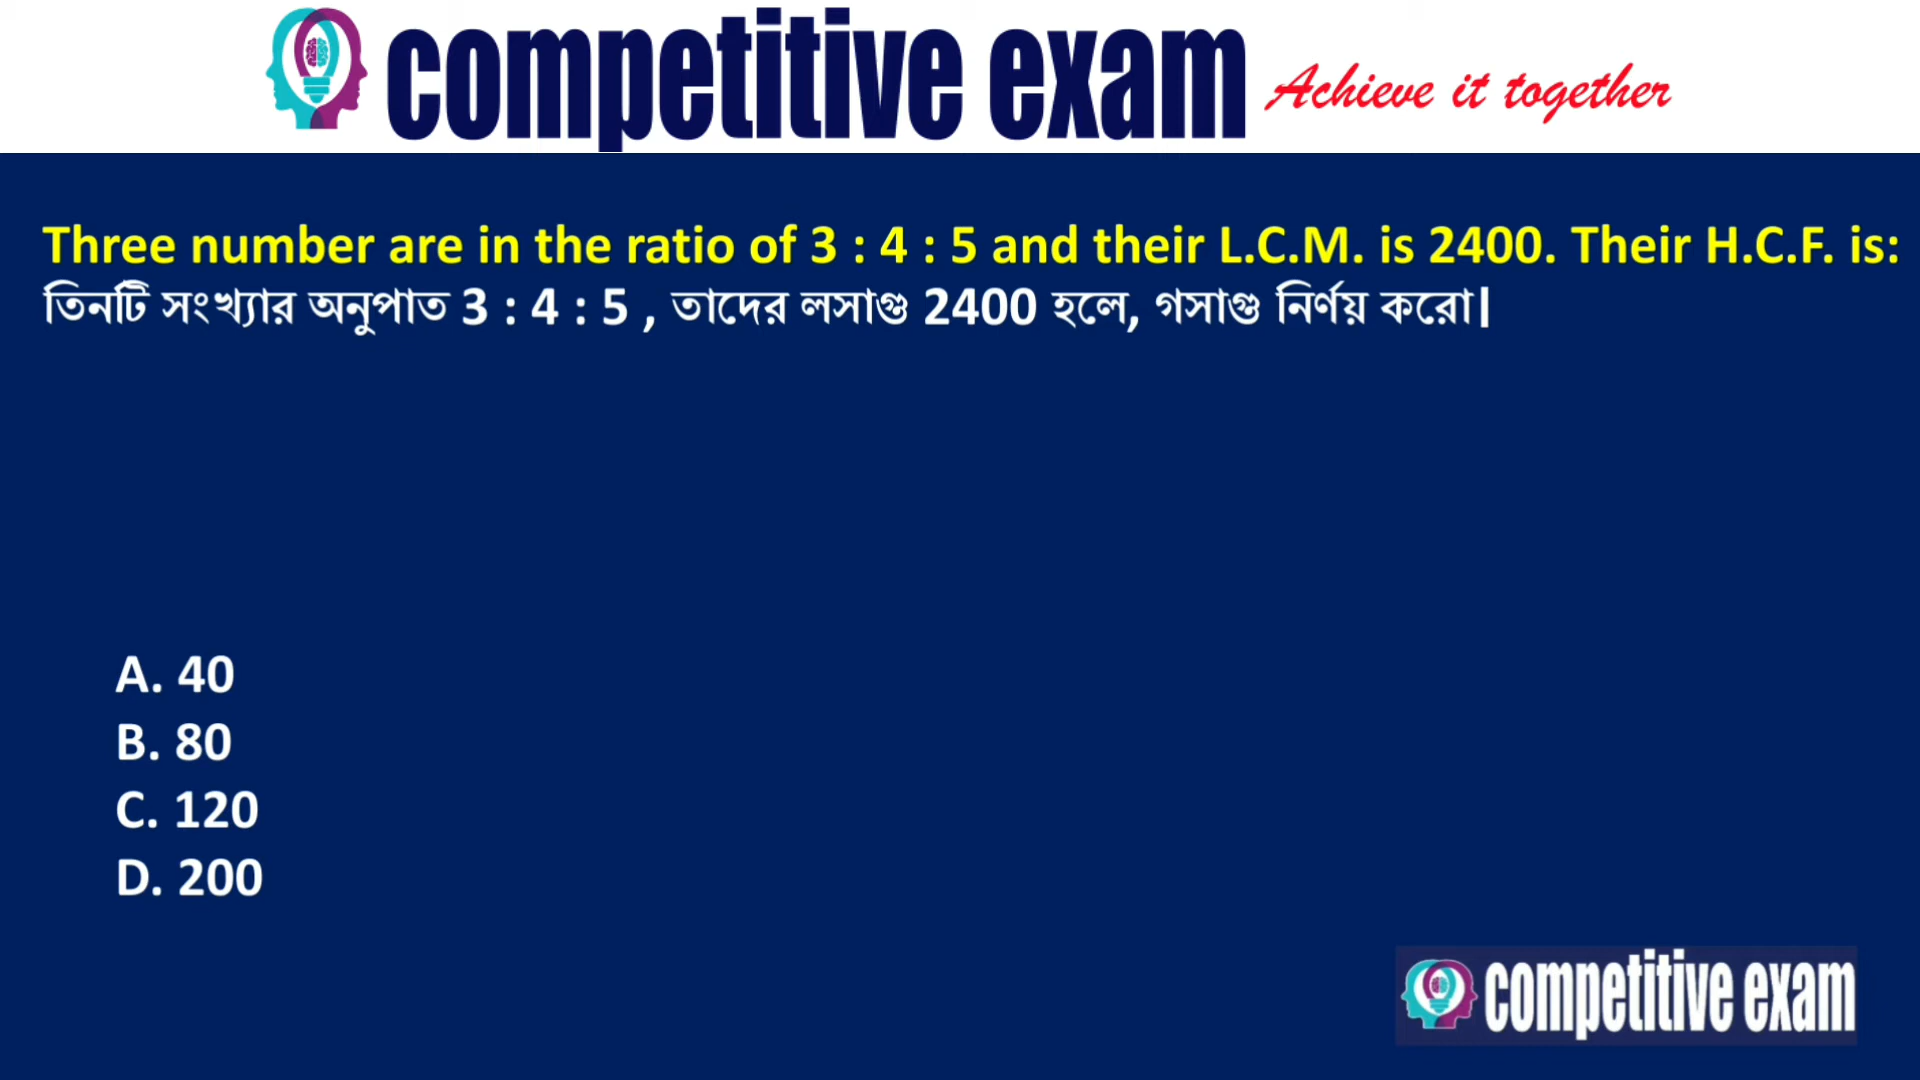 competitive exam Achieve it together
Three number are in the ratio of 3 : 4 : 5 and their L.C.M. is 2400. Their H.C.F. is:
তিনটি সংখ্যার অনুপাত 3 : 4 : 5 , তাদের লসাগু 2400 হলে, গসাগু নির্ণয় করো|
A. 40
B. 80
C. 120
D. 200
competitive exam